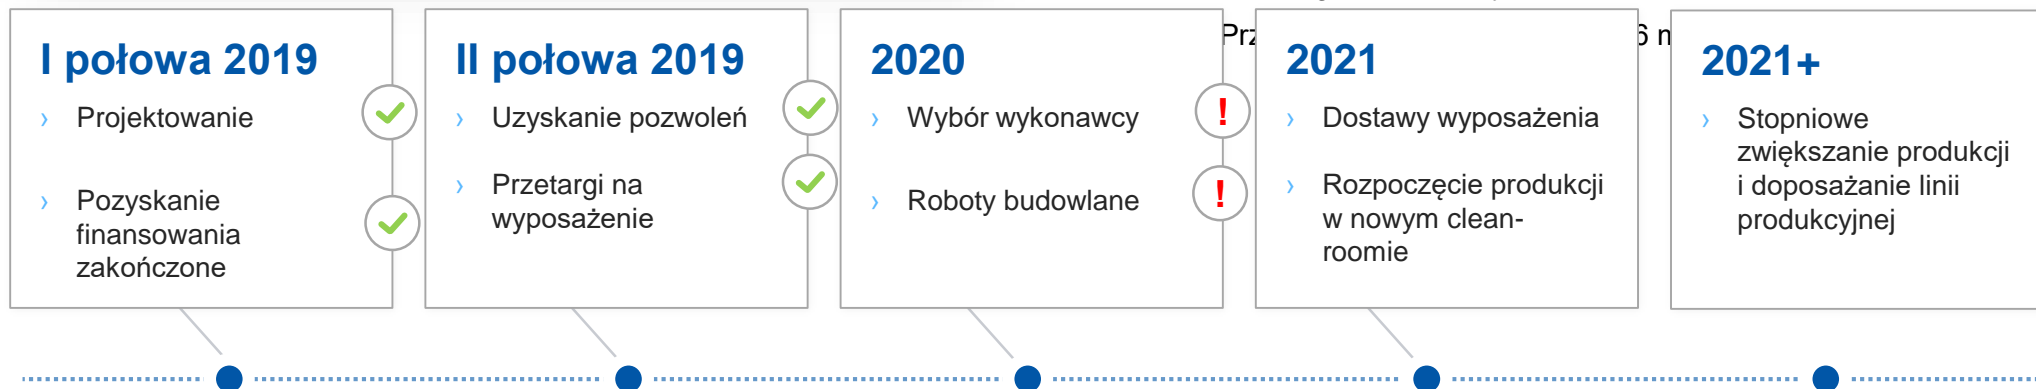 I połowa 2019
› Projektowanie
› Pozyskanie
finansowania
zakończone
II połowa 2019
› Uzyskanie pozwoleń
› Przetargi na
wyposażenie
2020
› Wybór wykonawcy
!
› Roboty budowlane
!
2021
› Dostawy wyposażenia
› Rozpoczęcie produkcji
w nowym clean-
roomie
2021+
› Stopniowe
zwiększanie produkcji
i doposażanie linii
produkcyjnej